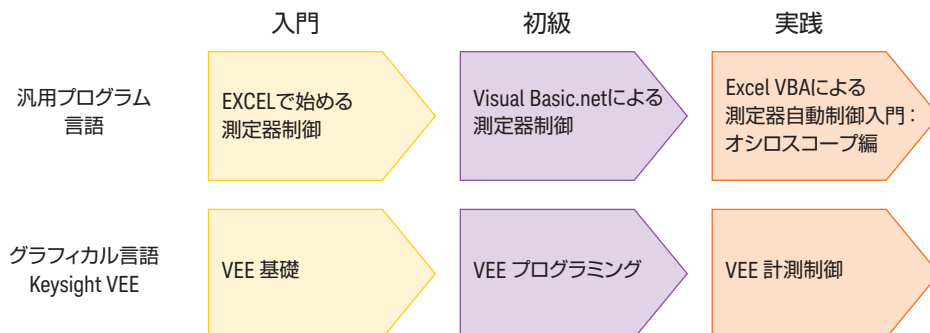 入門
初級
実践
汎用プログラム
言語
EXCELで始める
測定器制御
Visual Basic.netによる
測定器制御
Excel VBAによる
測定器自動制御入門：
オシロスコープ編
グラフィカル言語
Keysight VEE
VEE 基礎
VEE プログラミング
VEE 計測制御